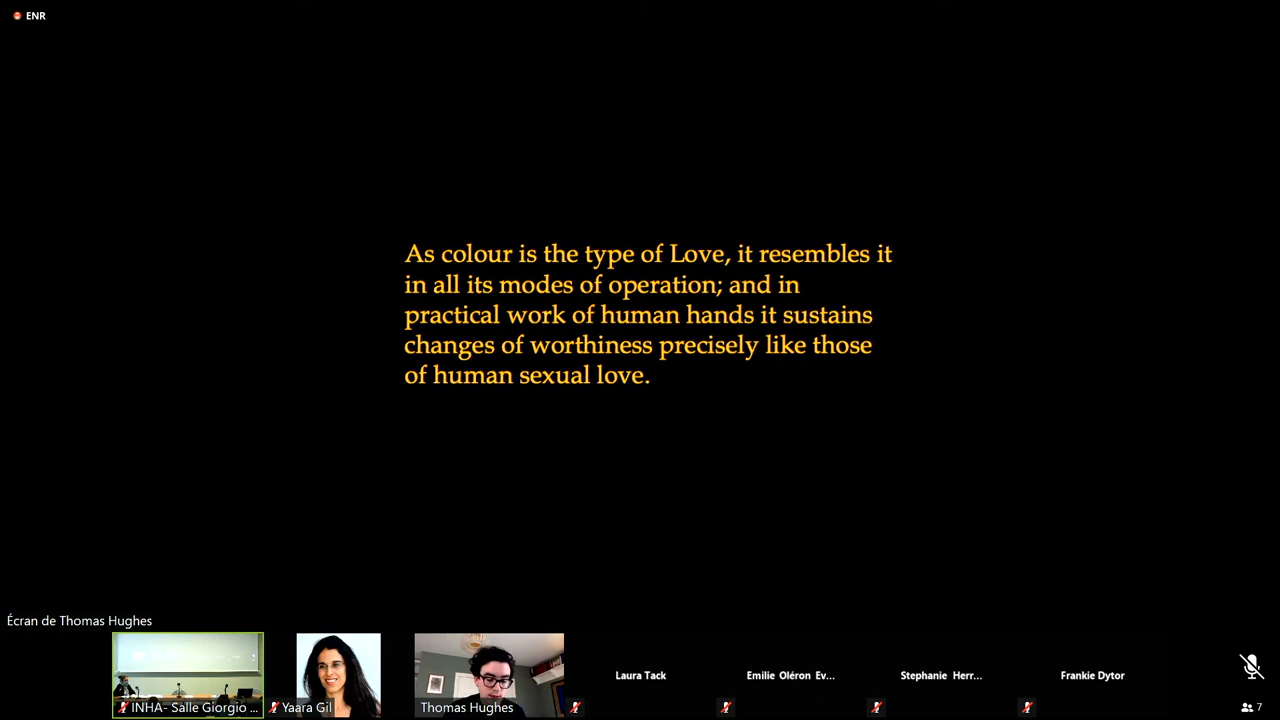 ENR
As colour is the type of Love, it resembles it
in all its modes of operation; and in
practical work of human hands it sustains
changes of worthiness precisely like those
of human sexual love.
Écran de Thomas Hughes
INHA- Salle Giorgio ...
Yaara Gil
Thomas Hughes
Laura Tack
Emilie Oléron Ev...
Stephanie Herr...
Frankie Dytor
7